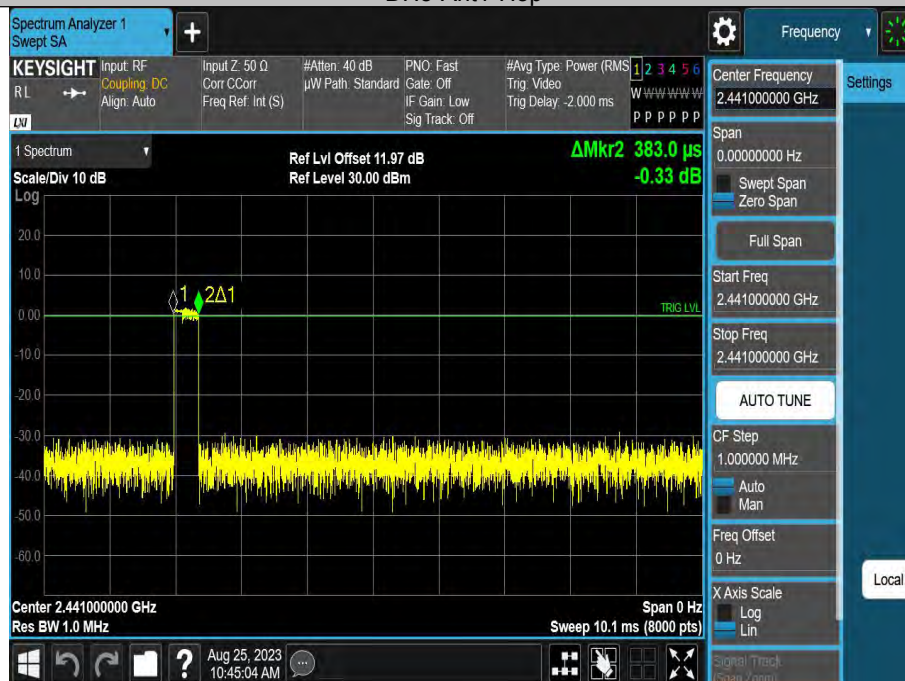 Spectrum Analyzer 1
Swept SA
+
Frequency
KEYSIGHT
RL
LXI
Input: RF
Coupling: DC
Align: Auto
Input Z: 50 Ω
Corr CCorr
Freq Ref: Int (S)
#Atten: 40 dB
µW Path: Standard
PNO: Fast
Gate: Off
IF Gain: Low
Sig Track: Off
#Avg Type: Power (RMS
Trig: Video
Trig Delay: -2.000 ms
1 2 3 4 5 6
W W W W W W
P P P P P P
Center Frequency
2.441000000 GHz
Settings
1 Spectrum
Scale/Div 10 dB
Log
Ref Lvl Offset 11.97 dB
Ref Level 30.00 dBm
ΔMkr2 383.0 µs
-0.33 dB
Span
0.00000000 Hz
Swept Span
Zero Span
Full Span
20.0
10.0
1
2Δ1
TRIG LVL
0.00
-10.0
-20.0
-30.0
-40.0
-50.0
-60.0
Start Freq
2.441000000 GHz
Stop Freq
2.441000000 GHz
AUTO TUNE
CF Step
1.000000 MHz
Auto
Man
Freq Offset
0 Hz
Local
X Axis Scale
Log
Lin
Signal Track
(Span Zoom)
Center 2.441000000 GHz
Res BW 1.0 MHz
Span 0 Hz
Sweep 10.1 ms (8000 pts)
?
Aug 25, 2023
10:45:04 AM